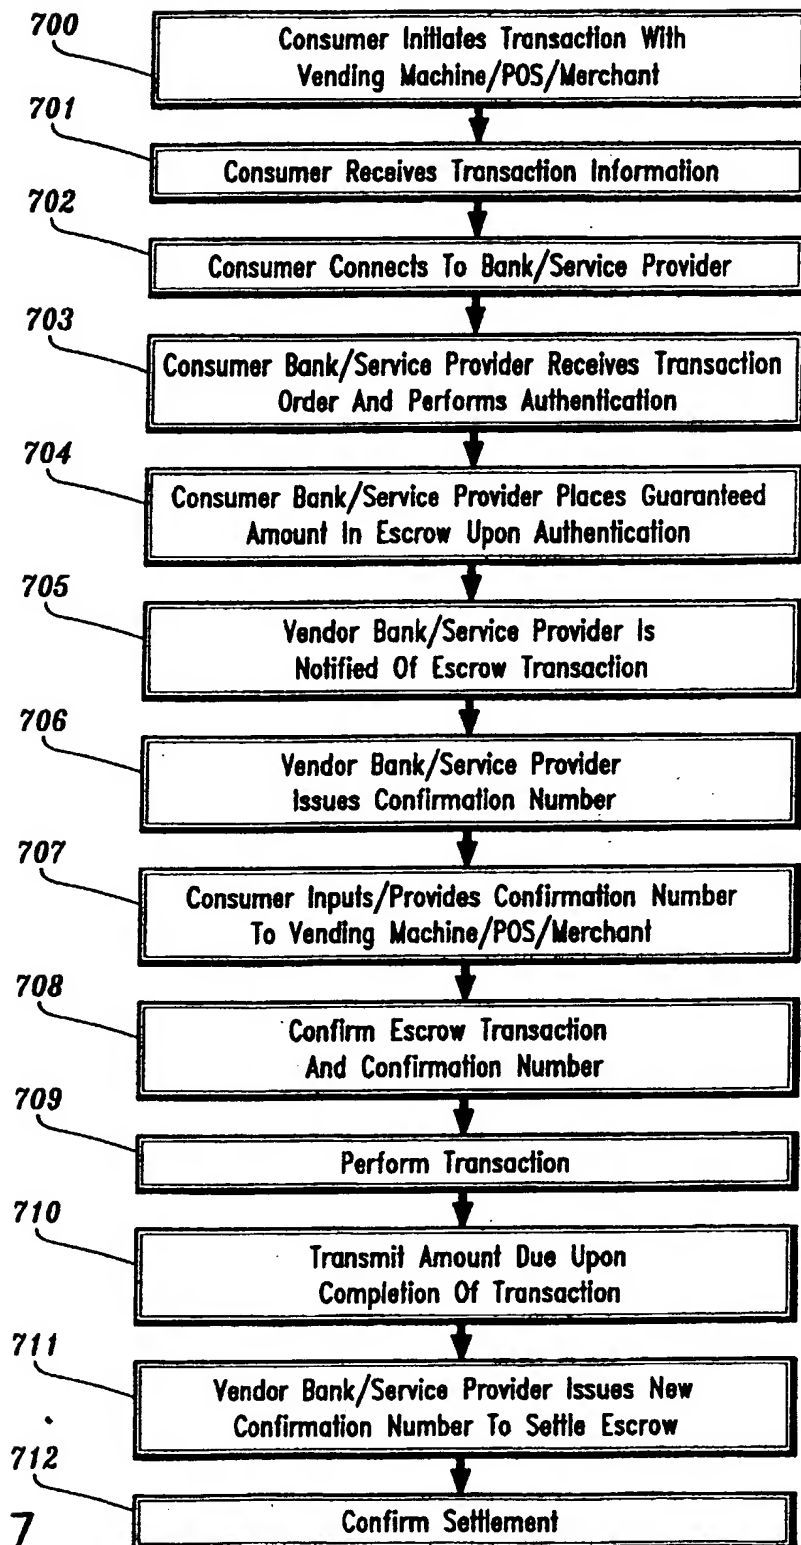 700
Consumer Initiates Transaction With
Vending Machine/POS/Merchant
701
Consumer Receives Transaction Information
702
Consumer Connects To Bank/Service Provider
703
Consumer Bank/Service Provider Receives Transaction
Order And Performs Authentication
704
Consumer Bank/Service Provider Places Guaranteed
Amount In Escrow Upon Authentication
705
Vendor Bank/Service Provider Is
Notified Of Escrow Transaction
706
Vendor Bank/Service Provider
Issues Confirmation Number
707
Consumer Inputs/Provides Confirmation Number
To Vending Machine/POS/Merchant
708
Confirm Escrow Transaction
And Confirmation Number
709
Perform Transaction
710
Transmit Amount Due Upon
Completion Of Transaction
711
Vendor Bank/Service Provider Issues New
Confirmation Number To Settle Escrow
712
Confirm Settlement
7